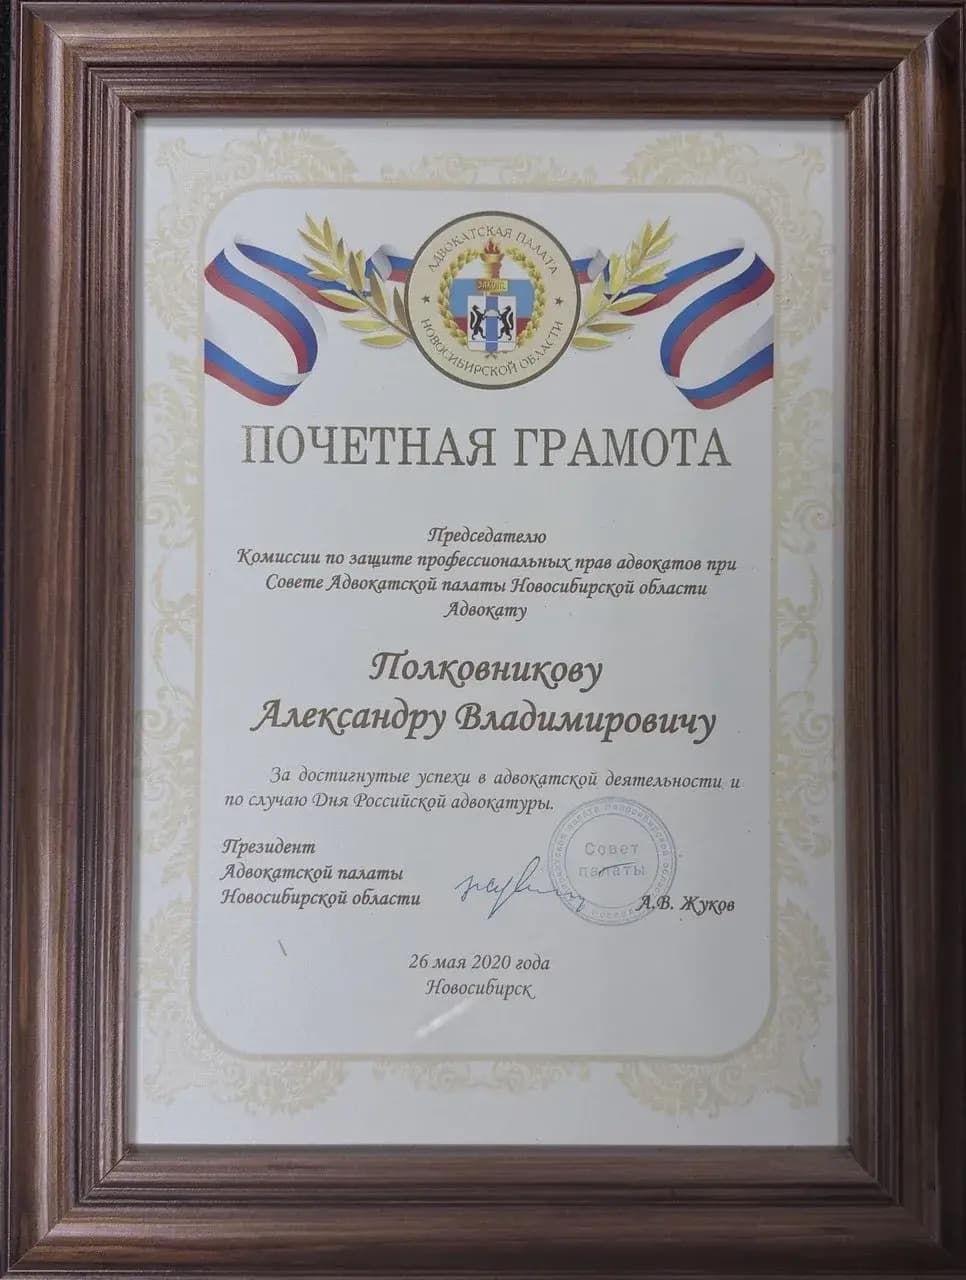 АДВОКАТСКАЯ ПАЛАТА
ЗАКОН
НОВОСИБИРСКОЙ ОБЛАСТИ
ПОЧЕТНАЯ ГРАМОТА
Председателю
Комиссии по защите профессиональных прав адвокатов при
Совете Адвокатской палаты Новосибирской области
Адвокату
Полковникову
Александру Владимировичу
За достигнутые успехи в адвокатской деятельности и
по случаю Дня Российской адвокатуры.
Президент
Адвокатской палаты
Новосибирской области
Совет
палаты
А.В. Жуков
26 мая 2020 года
Новосибирск